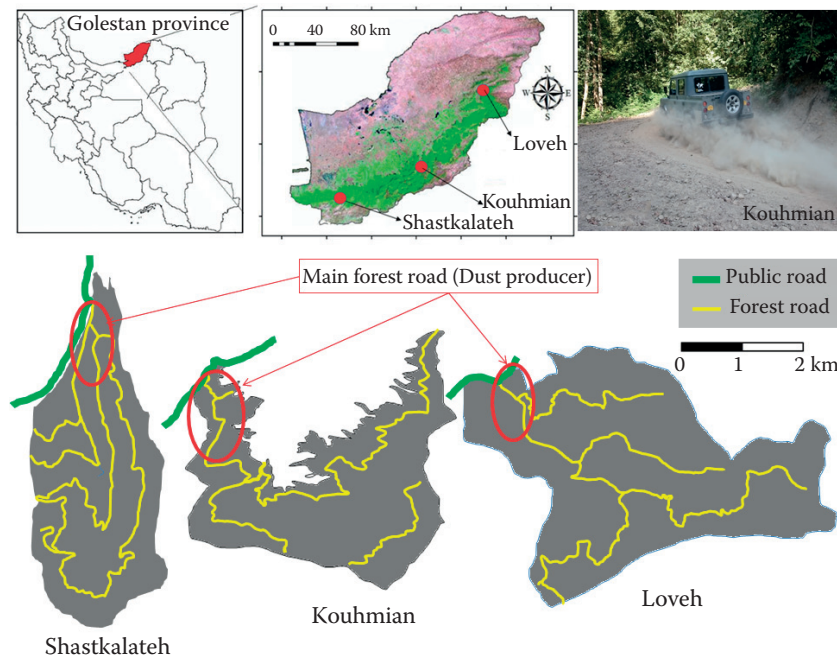 Golestan province
0 40 80 km
N
W E
S
Loveh
Kouhmian
Shastkalateh
Kouhmian
Main forest road (Dust producer)
Public road
Forest road
0 1 2 km
Shastkalateh
Kouhmian
Loveh